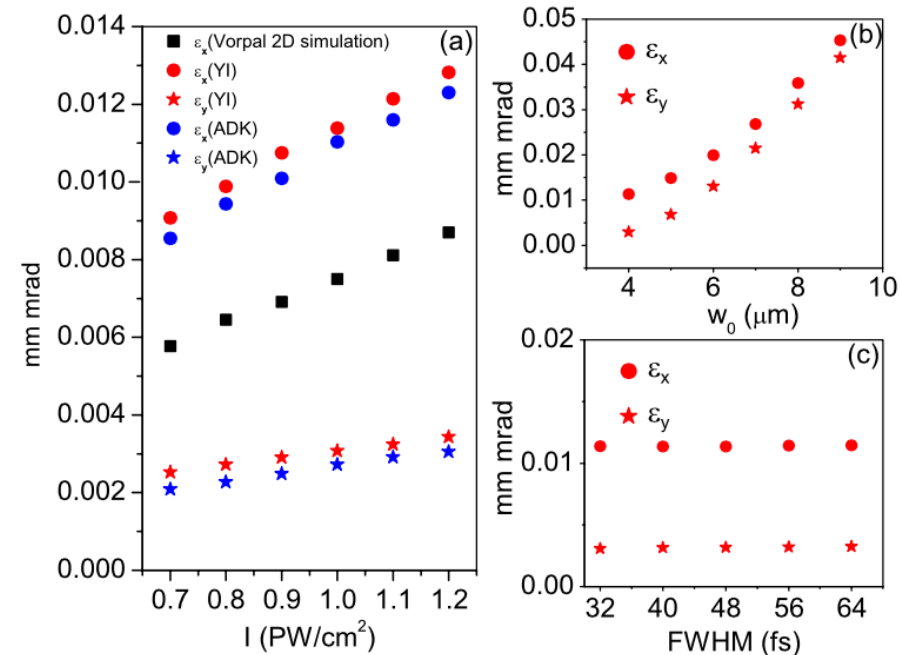 (a)
εx(Vorpal 2D simulation)
εx(YI)
εy(YI)
εx(ADK)
εy(ADK)
mm mrad
0.014
0.012
0.010
0.008
0.006
0.004
0.002
0.000
0.7 0.8 0.9 1.0 1.1 1.2
I (PW/cm²)
(b)
εx
εy
mm mrad
0.05
0.04
0.03
0.02
0.01
0.00
4 6 8 10
w0 (μm)
(c)
εx
εy
mm mrad
0.02
0.01
0.00
32 40 48 56 64
FWHM (fs)